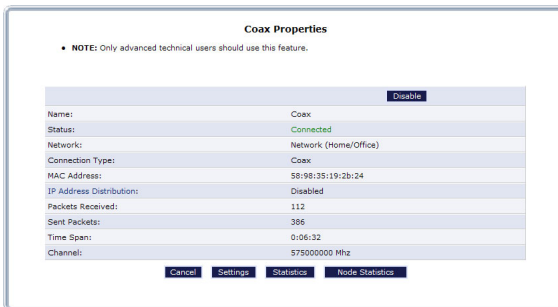 Coax Properties
• NOTE: Only advanced technical users should use this feature.
Disable
Name: Coax
Status: Connected
Network: Network (Home/Office)
Connection Type: Coax
MAC Address: 58:98:35:19:2b:24
IP Address Distribution: Disabled
Packets Received: 112
Sent Packets: 386
Time Span: 0:06:32
Channel: 575000000 Mhz
Cancel Settings Statistics Node Statistics